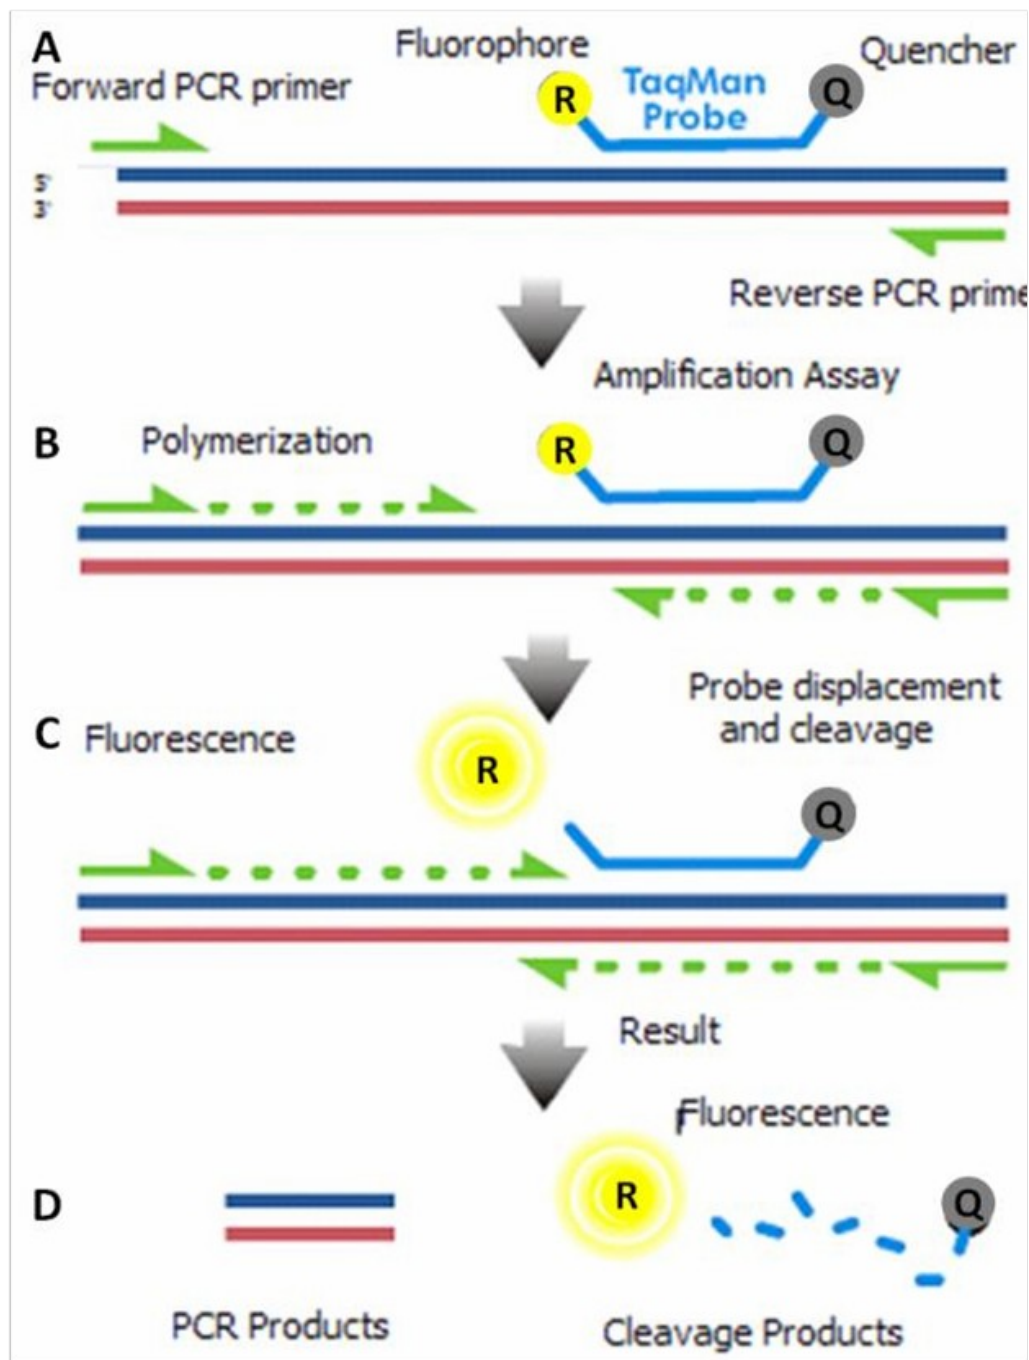 A
Fluorophore
Quencher
Forward PCR primer
R
TaqMan
Probe
Q
5'
3'
Reverse PCR prime
Amplification Assay
B
Polymerization
R
Q
Probe displacement
and cleavage
C
Fluorescence
R
Q
Result
Fluorescence
D
R
Q
PCR Products
Cleavage Products